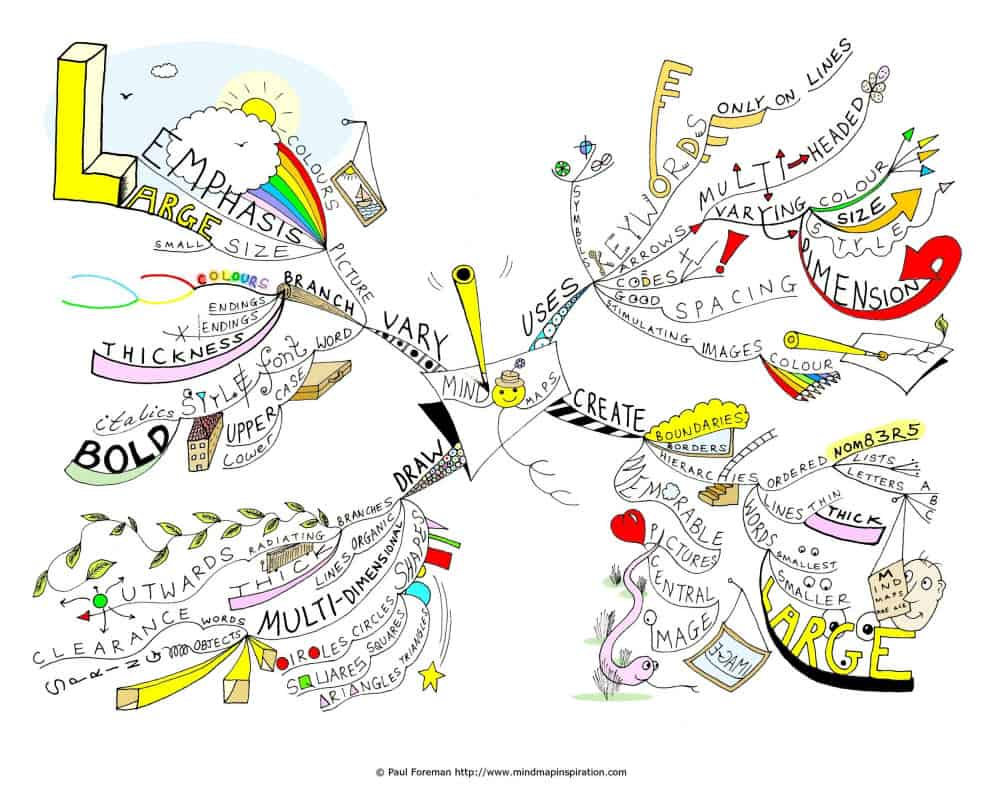 MIND
MAPS
VARY
PICTURE
EMPHASIS
COLOURS
LARGE
SMALL
SIZE
BRANCH
COLOURS
ENDINGS
ENDINGS
THICKNESS
WORD
font
STYLE
italics
BOLD
CASE
UPPER
Lower
USES
SYMBOLS
KEYWORDS
ONLY ON LINES
ARROWS
MULTI HEADED
VARYING
COLOUR
SIZE
STYLE
DIMENSION
CODES
GOOD
SPACING
STIMULATING IMAGES
COLOUR
CREATE
BOUNDARIES
BORDERS
HIERARCHIES
ORDERED
NOM83R5
LISTS
LETTERS
A
B
C
LINES
THIN
THICK
WORDS
SMALLEST
SMALLER
LARGE
MIND
MAPS
MEMORABLE
PICTURES
CENTRAL
IMAGE
IMAGE
DRAW
BRANCHES
RADIATING
OUTWARDS
ORGANIC
LINES
THIC
MULTI-DIMENSIONAL
WORDS
CLEARANCE
OBJECTS
SPRING
SHAPES
CIRCLES
CIRCLES
SQUARES
SQUARES
TRIANGLES
TRIANGLES
© Paul Foreman http://www.mindmapinspiration.com